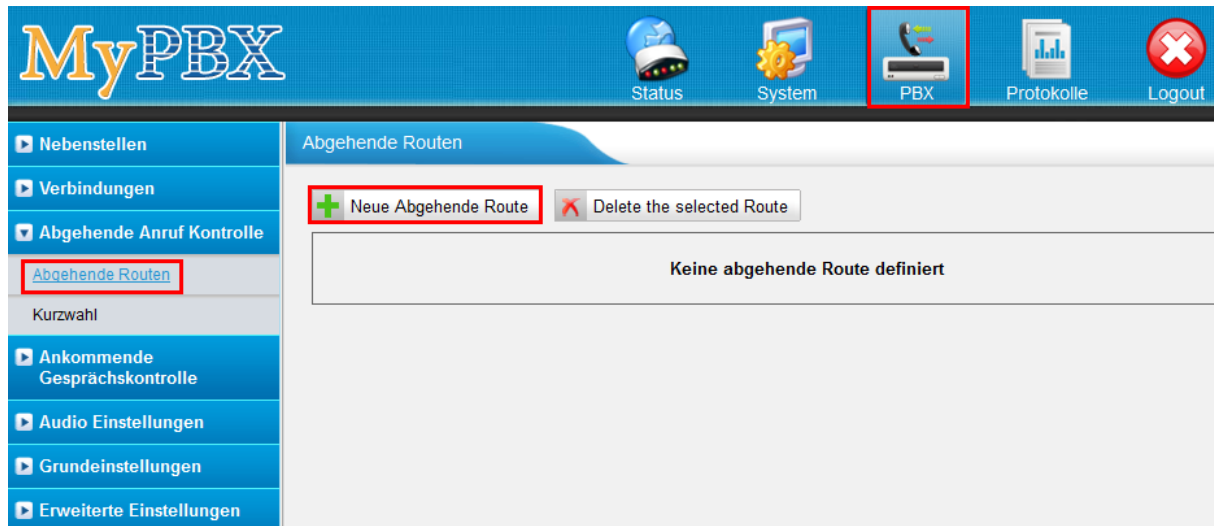 MyPBX
Status
System
PBX
Protokolle
Logout
Nebenstellen
Verbindungen
Abgehende Anruf Kontrolle
Abgehende Routen
Kurzwahl
Ankommende
Gesprächskontrolle
Audio Einstellungen
Grundeinstellungen
Erweiterte Einstellungen
Abgehende Routen
Neue Abgehende Route
Delete the selected Route
Keine abgehende Route definiert